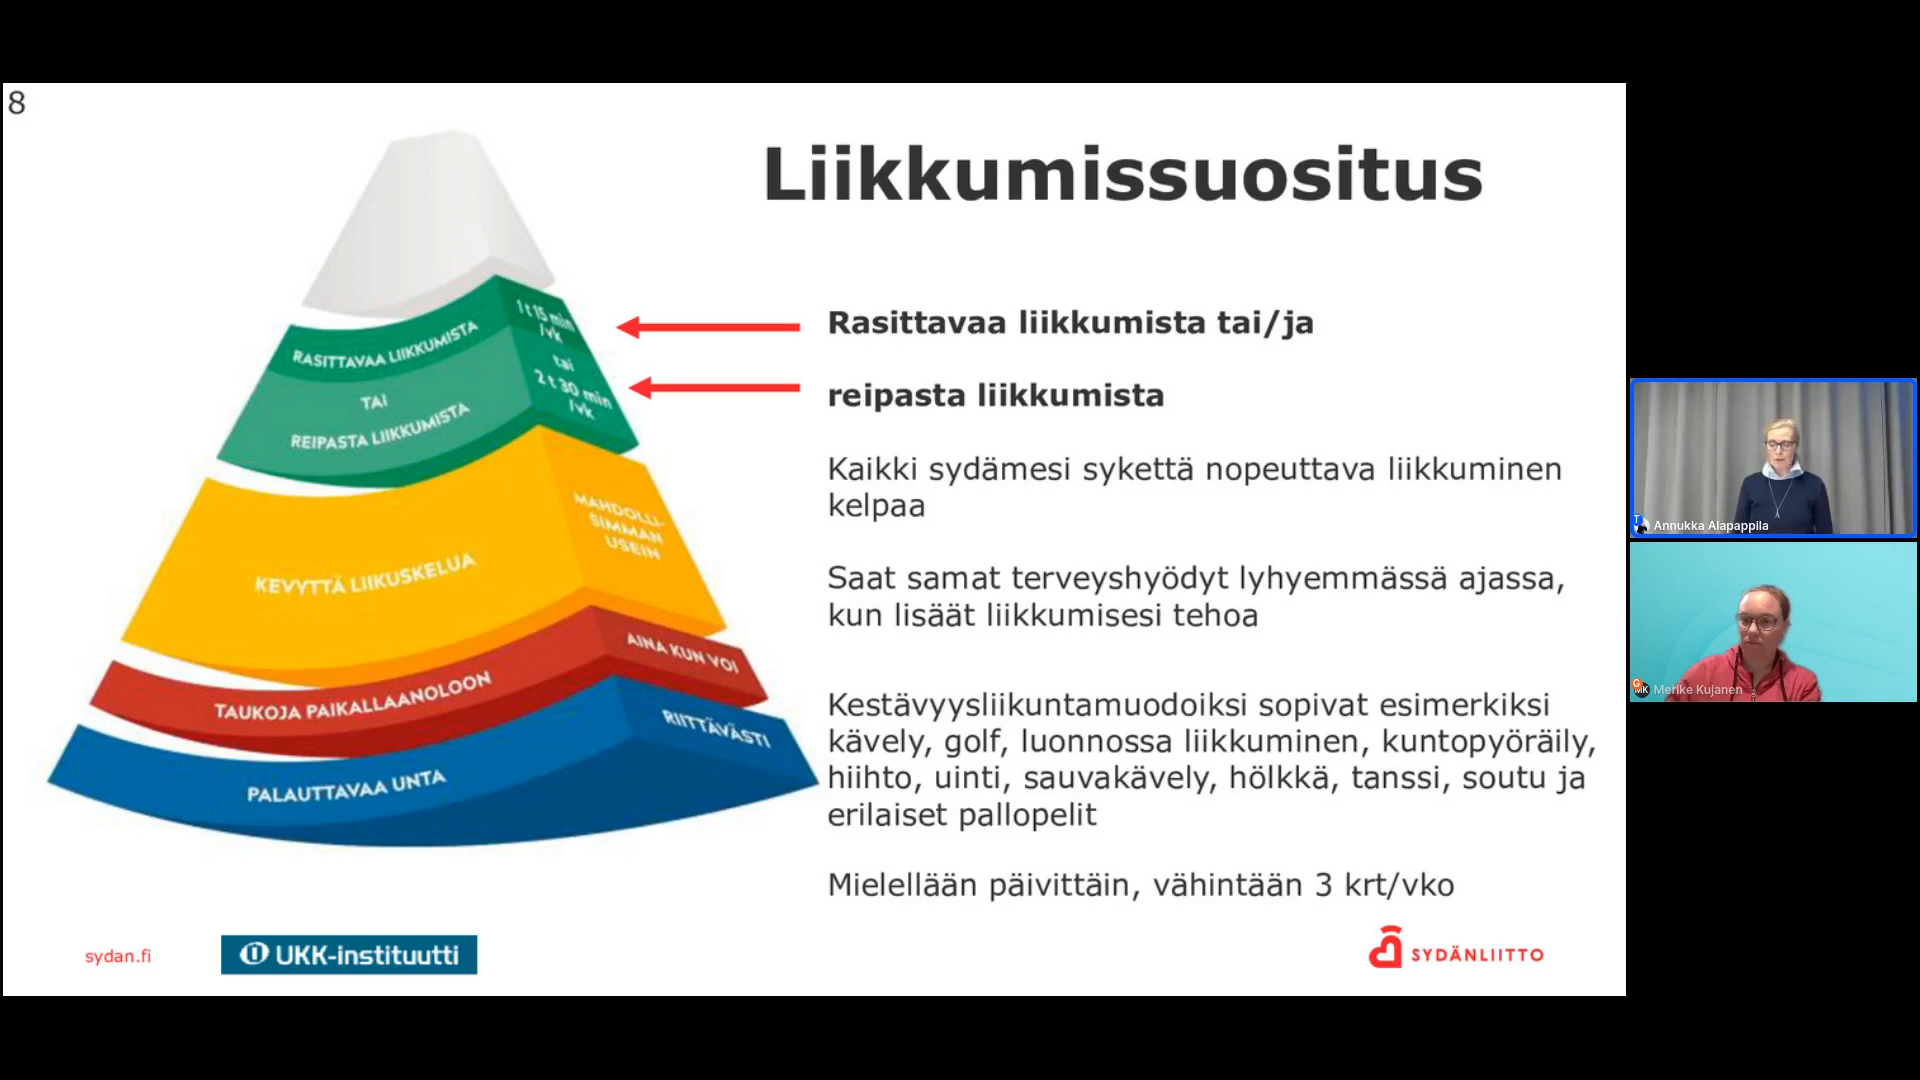 8
Liikkumissuositus
RASITTAVAA LIIKKUMISTA
1 t 15 min
/vk
TAI
tai
REIPASTA LIIKKUMISTA
2 t 30 min
/vk
KEVYTTÄ LIIKUSKELUA
MAHDOLLI-
SIMMAN
USEIN
TAUKOJA PAIKALLAANOLOON
AINA KUN VOI
PALAUTTAVAA UNTA
RIITTÄVÄSTI
Rasittavaa liikkumista tai/ja
reipasta liikkumista
Kaikki sydämesi sykettä nopeuttava liikkuminen
kelpaa
Saat samat terveyshyödyt lyhyemmässä ajassa,
kun lisäät liikkumisesi tehoa
Kestävyysliikuntamuodoiksi sopivat esimerkiksi
kävely, golf, luonnossa liikkuminen, kuntopyöräily,
hiihto, uinti, sauvakävely, hölkkä, tanssi, soutu ja
erilaiset pallopelit
Mielellään päivittäin, vähintään 3 krt/vko
sydan.fi
UKK-instituutti
SYDÄNLIITTO
T
Annukka Alapappila
G
MK
Merike Kujanen